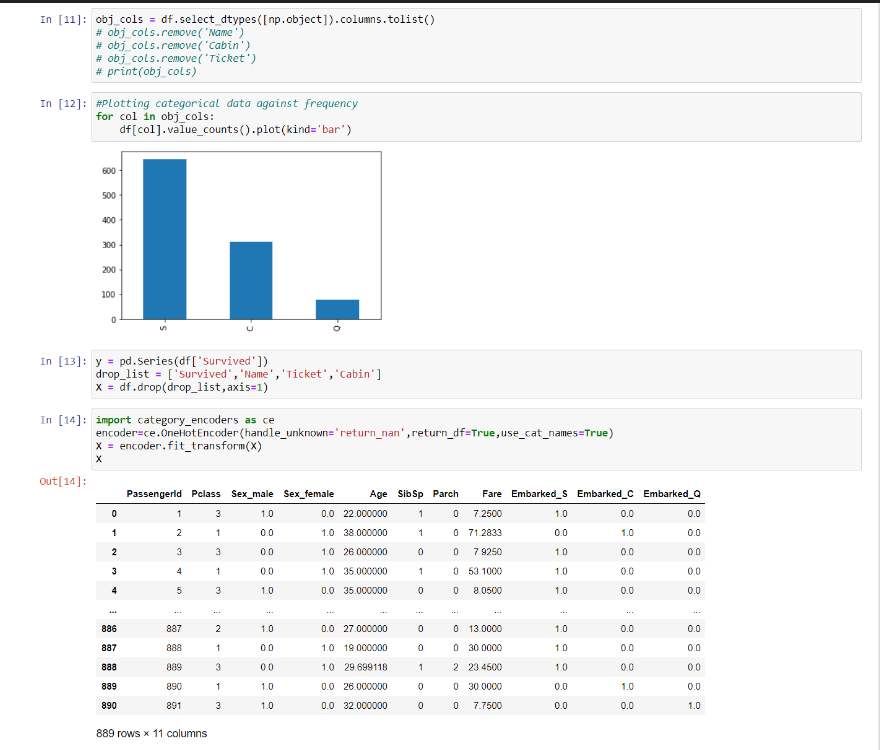 In [11]: obj_cols = df.select_dtypes([np.object]).columns.tolist()
# obj_cols.remove('Name')
# obj_cols.remove('Cabin')
# obj_cols.remove('Ticket')
# print(obj_cols)
In [12]: #Plotting categorical data against frequency
for col in obj_cols:
    df[col].value_counts().plot(kind='bar')
600
500
400
300
200
100
0
S C Q
In [13]: y = pd.Series(df['Survived'])
drop_list = ['Survived','Name','Ticket','Cabin']
X = df.drop(drop_list,axis=1)
In [14]: import category_encoders as ce
encoder=ce.OneHotEncoder(handle_unknown='return_nan',return_df=True,use_cat_names=True)
X = encoder.fit_transform(X)
X
Out[14]:
PassengerId Pclass Sex_male Sex_female Age SibSp Parch Fare Embarked_S Embarked_C Embarked_Q
0 1 3 1.0 0.0 22.000000 1 0 7.2500 1.0 0.0 0.0
1 2 1 0.0 1.0 38.000000 1 0 71.2833 0.0 1.0 0.0
2 3 3 0.0 1.0 26.000000 0 0 7.9250 1.0 0.0 0.0
3 4 1 0.0 1.0 35.000000 1 0 53.1000 1.0 0.0 0.0
4 5 3 1.0 0.0 35.000000 0 0 8.0500 1.0 0.0 0.0
... ... ... ... ... ... ... ... ... ... ... ...
886 887 2 1.0 0.0 27.000000 0 0 13.0000 1.0 0.0 0.0
887 888 1 0.0 1.0 19.000000 0 0 30.0000 1.0 0.0 0.0
888 889 3 0.0 1.0 29.699118 1 2 23.4500 1.0 0.0 0.0
889 890 1 1.0 0.0 26.000000 0 0 30.0000 0.0 1.0 0.0
890 891 3 1.0 0.0 32.000000 0 0 7.7500 0.0 0.0 1.0
889 rows × 11 columns